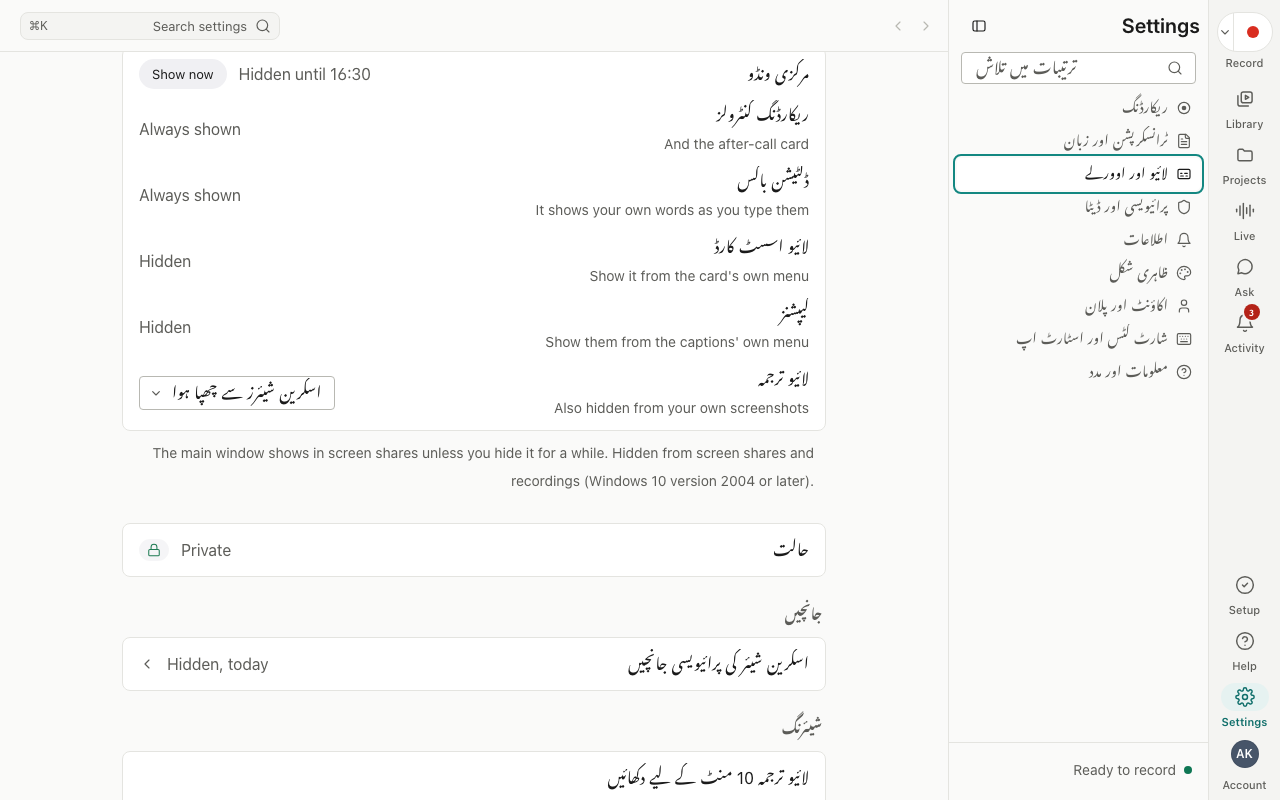 ⌘K
Search settings
Settings
ترتیبات میں تلاش
ریکارڈنگ
ٹرانسکرپشن اور زبان
لائیو اور اوورلے
پرائیویسی اور ڈیٹا
اطلاعات
ظاہری شکل
اکاؤنٹ اور پلان
شارٹ کٹس اور اسٹارٹ اپ
معلومات اور مدد
Ready to record
Record
Library
Projects
Live
Ask
3
Activity
Setup
Help
Settings
AK
Account
مرکزی ونڈو
Hidden until 16:30
Show now
ریکارڈنگ کنٹرولز
And the after-call card
Always shown
ڈکٹیشن باکس
It shows your own words as you type them
Always shown
لائیو اسسٹ کارڈ
Show it from the card's own menu
Hidden
کیپشنز
Show them from the captions' own menu
Hidden
لائیو ترجمہ
Also hidden from your own screenshots
اسکرین شیئرز سے چھپا ہوا
The main window shows in screen shares unless you hide it for a while. Hidden from screen shares and
recordings (Windows 10 version 2004 or later).
حالت
Private
جانچیں
اسکرین شیئر کی پرائیویسی جانچیں
Hidden, today
شیئرنگ
لائیو ترجمہ 10 منٹ کے لیے دکھائیں